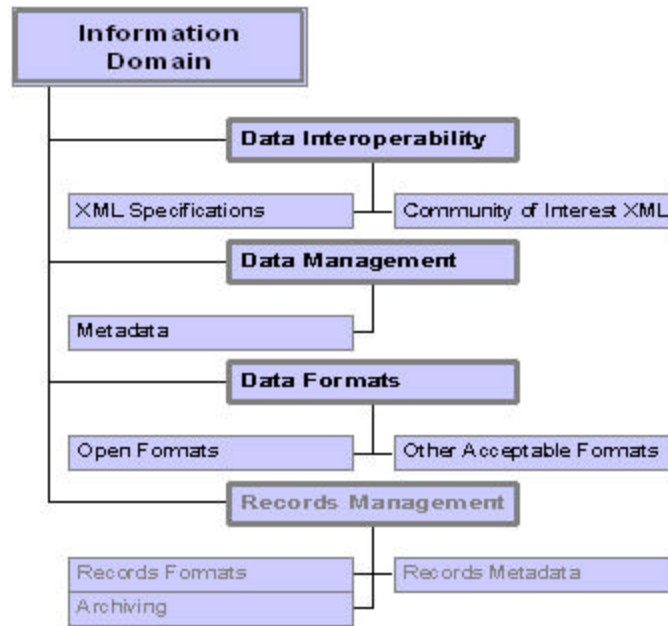 Information
Domain
Data Interoperability
XML Specifications
Community of Interest XML
Data Management
Metadata
Data Formats
Open Formats
Other Acceptable Formats
Records Management
Records Formats
Records Metadata
Archiving